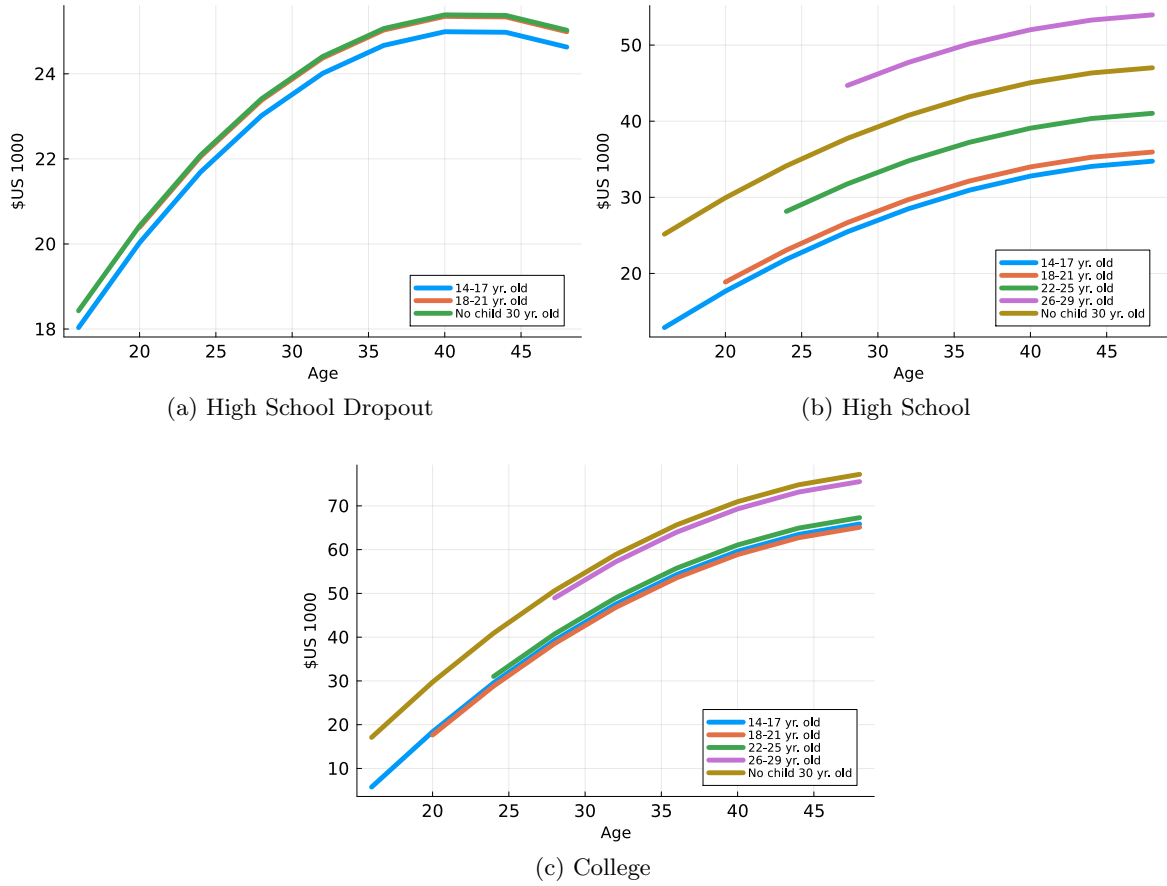 $US 1000
24
22
20
18
14–17 yr. old
18–21 yr. old
No child 30 yr. old
20 25 30 35 40 45
Age
(a) High School Dropout
$US 1000
50
40
30
20
14–17 yr. old
18–21 yr. old
22–25 yr. old
26–29 yr. old
No child 30 yr. old
20 25 30 35 40 45
Age
(b) High School
$US 1000
70
60
50
40
30
20
10
14–17 yr. old
18–21 yr. old
22–25 yr. old
26–29 yr. old
No child 30 yr. old
20 25 30 35 40 45
Age
(c) College